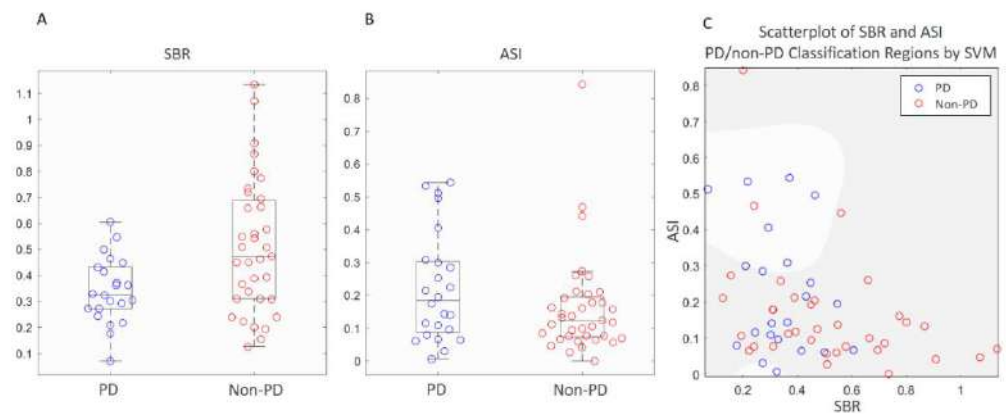 A
SBR
1.1
1
0.9
0.8
0.7
0.6
0.5
0.4
0.3
0.2
0.1
PD Non-PD
B
ASI
0.8
0.7
0.6
0.5
0.4
0.3
0.2
0.1
0
PD Non-PD
C
Scatterplot of SBR and ASI
PD/non-PD Classification Regions by SVM
PD
Non-PD
0.8
0.7
0.6
0.5
0.4
0.3
0.2
0.1
0
ASI
0.2 0.4 0.6 0.8 1
SBR